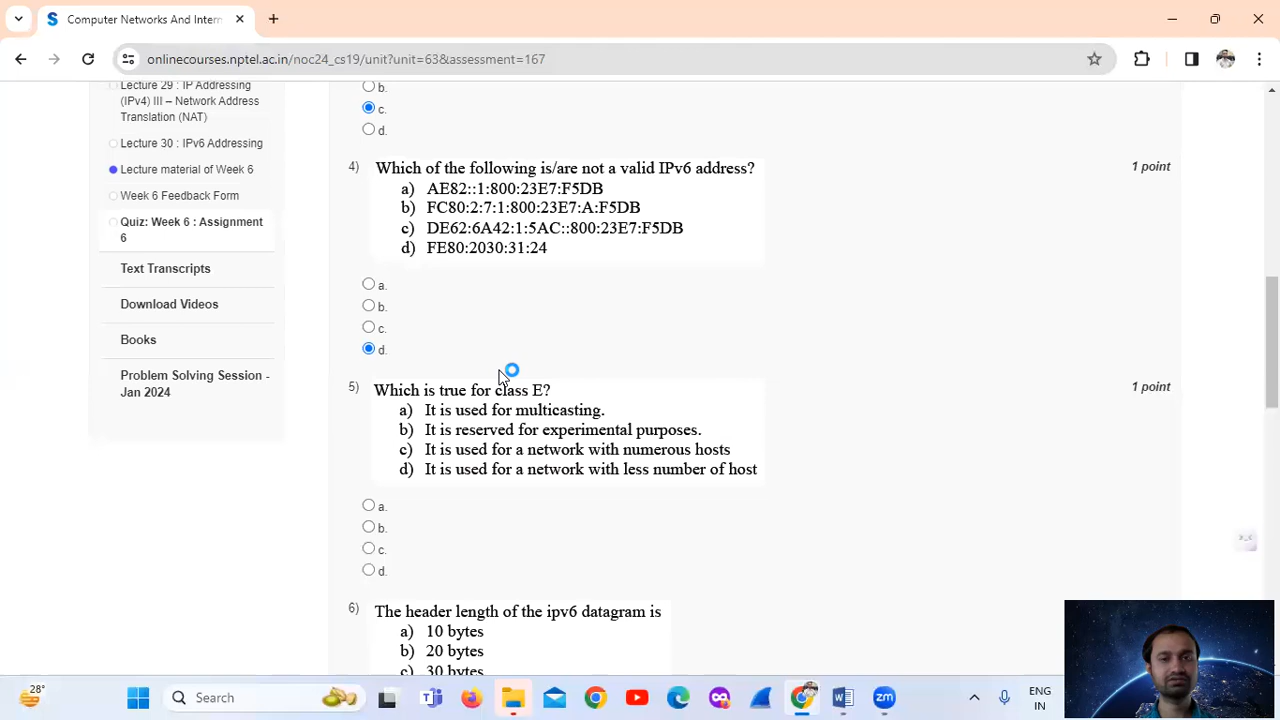 Computer Networks And Intern
onlinecourses.nptel.ac.in/noc24_cs19/unit?unit=63&assessment=167
Lecture 29 : IP Addressing
(IPv4) III – Network Address
Translation (NAT)
Lecture 30 : IPv6 Addressing
Lecture material of Week 6
Week 6 Feedback Form
Quiz: Week 6 : Assignment
6
Text Transcripts
Download Videos
Books
Problem Solving Session -
Jan 2024
b.
c.
d.
4) Which of the following is/are not a valid IPv6 address? 1 point
a) AE82::1:800:23E7:F5DB
b) FC80:2:7:1:800:23E7:A:F5DB
c) DE62:6A42:1:5AC::800:23E7:F5DB
d) FE80:2030:31:24
a.
b.
c.
d.
5) Which is true for class E? 1 point
a) It is used for multicasting.
b) It is reserved for experimental purposes.
c) It is used for a network with numerous hosts
d) It is used for a network with less number of host
a.
b.
c.
d.
6) The header length of the ipv6 datagram is
a) 10 bytes
b) 20 bytes
c) 30 bytes
28°
Search
ENG
IN